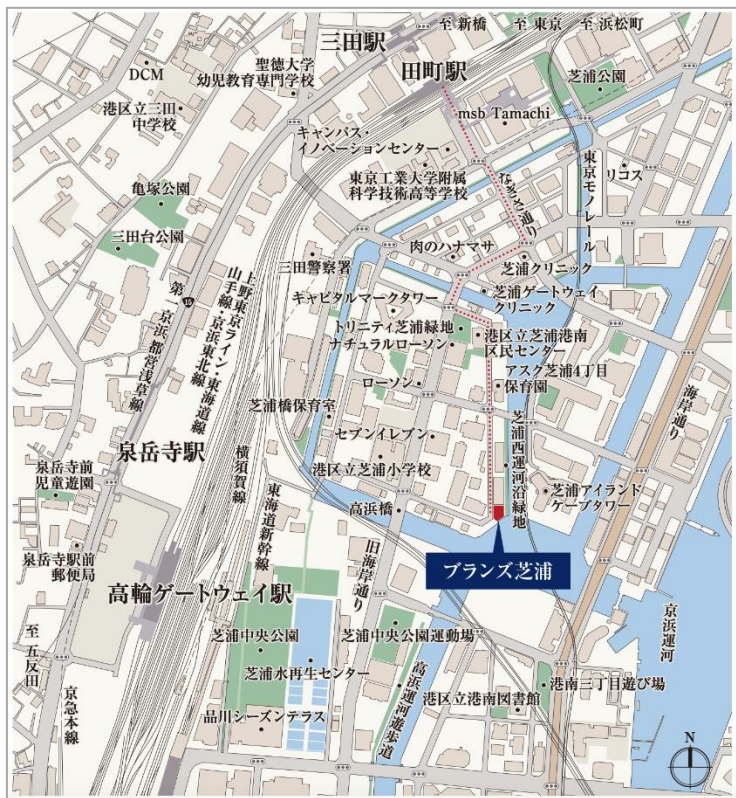 三田駅
至 新橋
至 東京
至 浜松町
DCM
聖徳大学
幼児教育専門学校
田町駅
芝浦公園
港区立三田
中学校
msb Tamachi
キャンパス・
イノベーションセンター
東京工業大学附属
科学技術高等学校
なぎさ通り
東京モノレール
リコス
亀塚公園
三田台公園
肉のハナマサ
三田警察署
芝浦クリニック
芝浦ゲートウェイ
クリニック
キャピタルマークタワー
トリニティ芝浦緑地
ナチュラルローソン
港区立芝浦港南
区民センター
アスク芝浦4丁目
保育園
第一京浜
15
都営浅草線
山手線・京浜東北線
上野東京ライン・東海道線
ローソン
芝浦橋保育室
海岸通り
泉岳寺駅
セブンイレブン
港区立芝浦小学校
芝浦西運河沿緑地
横須賀線
東海道新幹線
泉岳寺前
児童遊園
高浜橋
芝浦アイランド
ケープタワー
泉岳寺駅前
郵便局
ブランズ芝浦
高輪ゲートウェイ駅
旧海岸通り
至 五反田
京急本線
芝浦中央公園
芝浦中央公園運動場
芝浦水再生センター
高浜運河遊歩道
京浜運河
港南三丁目遊び場
港区立港南図書館
品川シーズンテラス
N